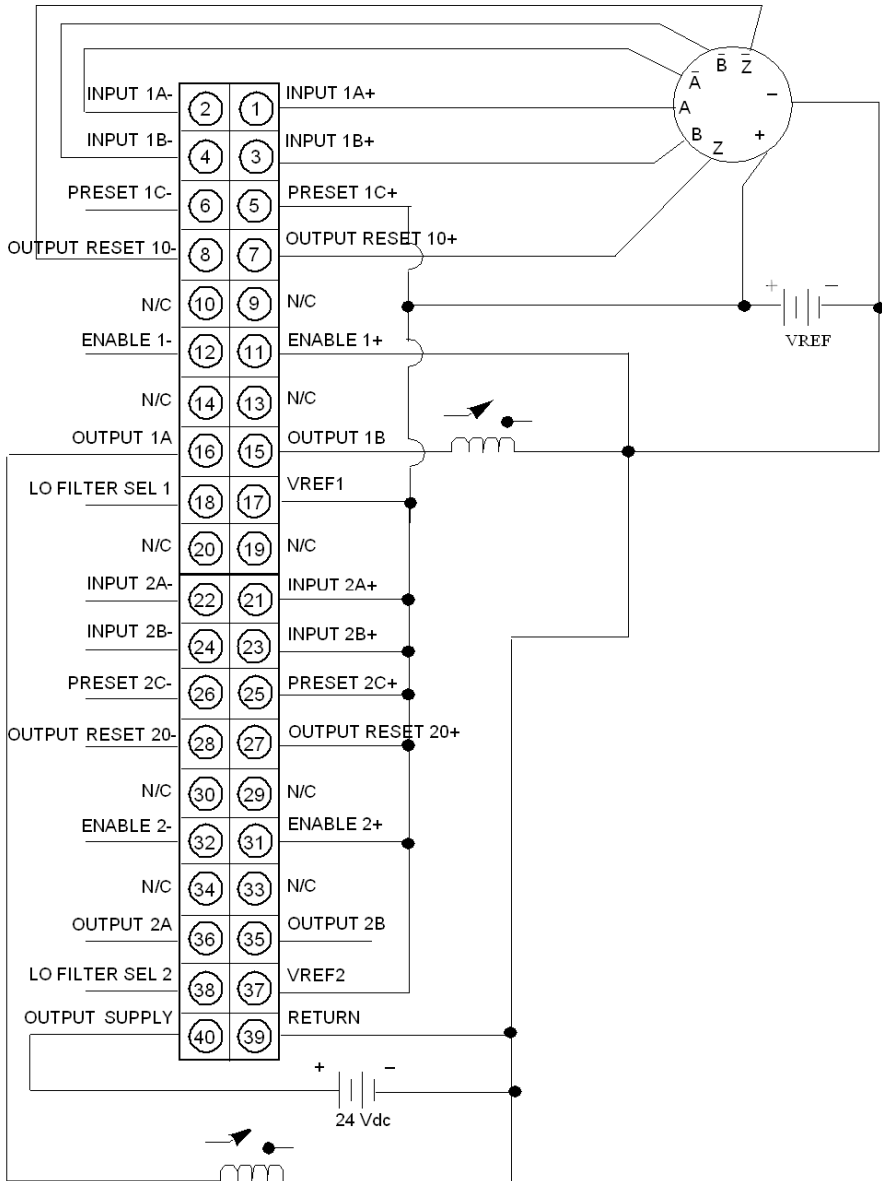 B̄ Z̄
Ā
A
B
Z
−
+
INPUT 1A- 2 1 INPUT 1A+
INPUT 1B- 4 3 INPUT 1B+
PRESET 1C- 6 5 PRESET 1C+
OUTPUT RESET 10- 8 7 OUTPUT RESET 10+
N/C 10 9 N/C
+ −
VREF
ENABLE 1- 12 11 ENABLE 1+
N/C 14 13 N/C
OUTPUT 1A 16 15 OUTPUT 1B
LO FILTER SEL 1 18 17 VREF1
N/C 20 19 N/C
INPUT 2A- 22 21 INPUT 2A+
INPUT 2B- 24 23 INPUT 2B+
PRESET 2C- 26 25 PRESET 2C+
OUTPUT RESET 20- 28 27 OUTPUT RESET 20+
N/C 30 29 N/C
ENABLE 2- 32 31 ENABLE 2+
N/C 34 33 N/C
OUTPUT 2A 36 35 OUTPUT 2B
LO FILTER SEL 2 38 37 VREF2
OUTPUT SUPPLY 40 39 RETURN
+ −
24 Vdc